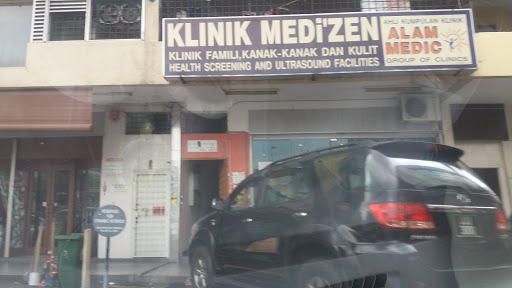 KLINIK MEDi'ZEN
KLINIK FAMILI, KANAK-KANAK DAN KULIT
HEALTH SCREENING AND ULTRASOUND FACILITIES
AHLI KUMPULAN KLINIK
ALAM
MEDIC
GROUP OF CLINICS